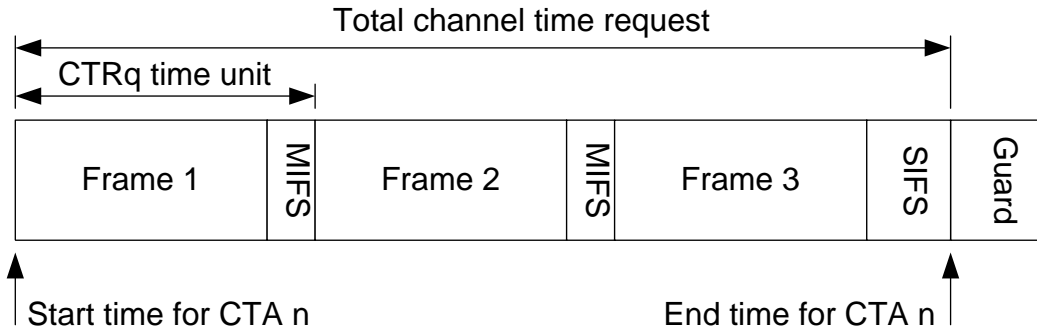 Total channel time request
CTRq time unit
Frame 1
MIFS
Frame 2
MIFS
Frame 3
SIFS
Guard
Start time for CTA n
End time for CTA n